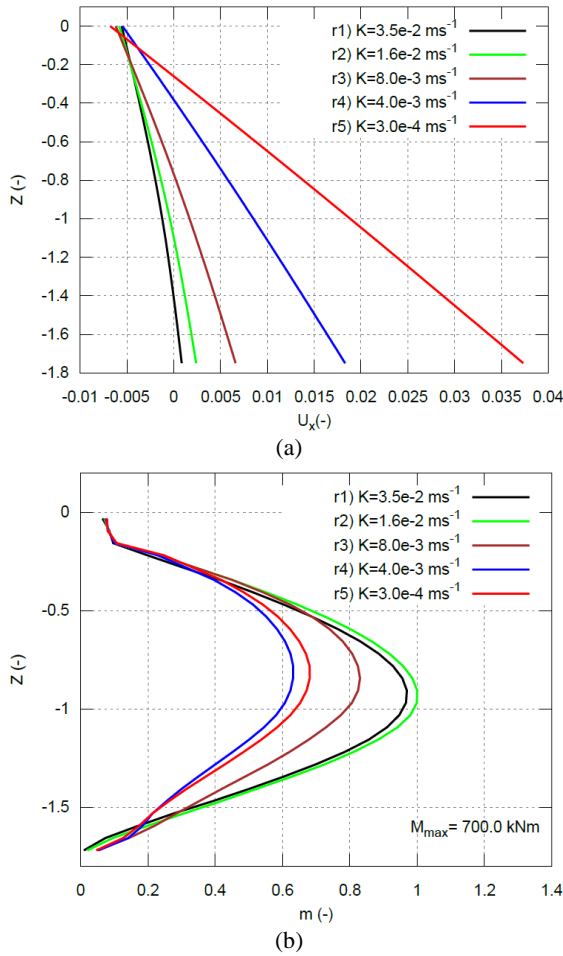 0
-0.2
-0.4
-0.6
-0.8
-1
-1.2
-1.4
-1.6
-1.8
Z (-)
r1) K=3.5e-2 ms⁻¹
r2) K=1.6e-2 ms⁻¹
r3) K=8.0e-3 ms⁻¹
r4) K=4.0e-3 ms⁻¹
r5) K=3.0e-4 ms⁻¹
-0.01 -0.005 0 0.005 0.01 0.015 0.02 0.025 0.03 0.035 0.04
Uₓ(-)
(a)
0
-0.5
-1
-1.5
Z (-)
r1) K=3.5e-2 ms⁻¹
r2) K=1.6e-2 ms⁻¹
r3) K=8.0e-3 ms⁻¹
r4) K=4.0e-3 ms⁻¹
r5) K=3.0e-4 ms⁻¹
Mmax= 700.0 kNm
0 0.2 0.4 0.6 0.8 1 1.2 1.4
m (-)
(b)